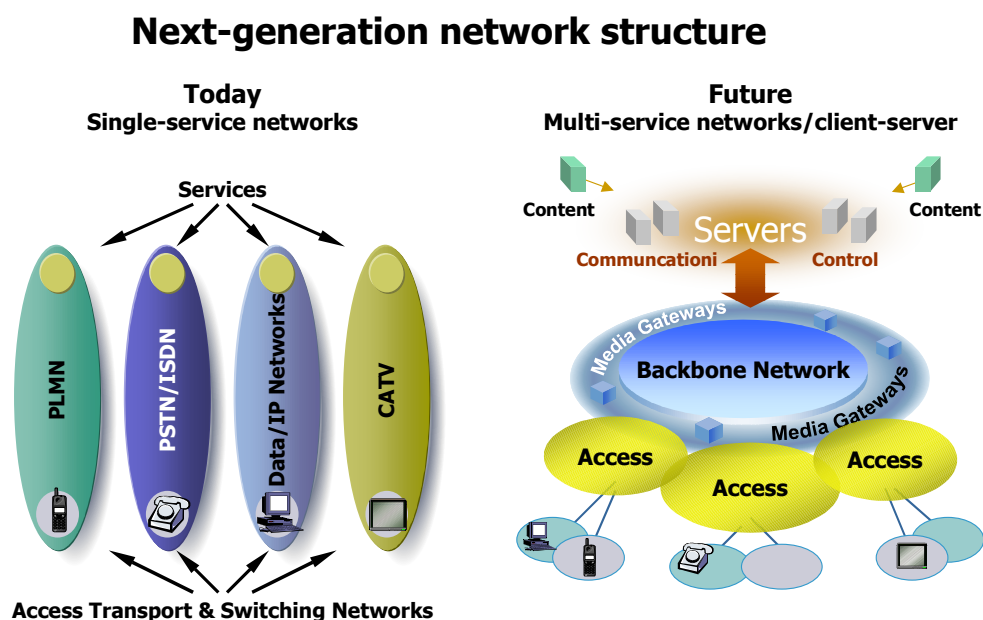 Next-generation network structure
Today
Single-service networks
Services
PLMN
PSTN/ISDN
Data/IP Networks
CATV
Access Transport & Switching Networks
Future
Multi-service networks/client-server
Content
Content
Servers
Communcationi
Control
Media Gateways
Backbone Network
Media Gateways
Access
Access
Access